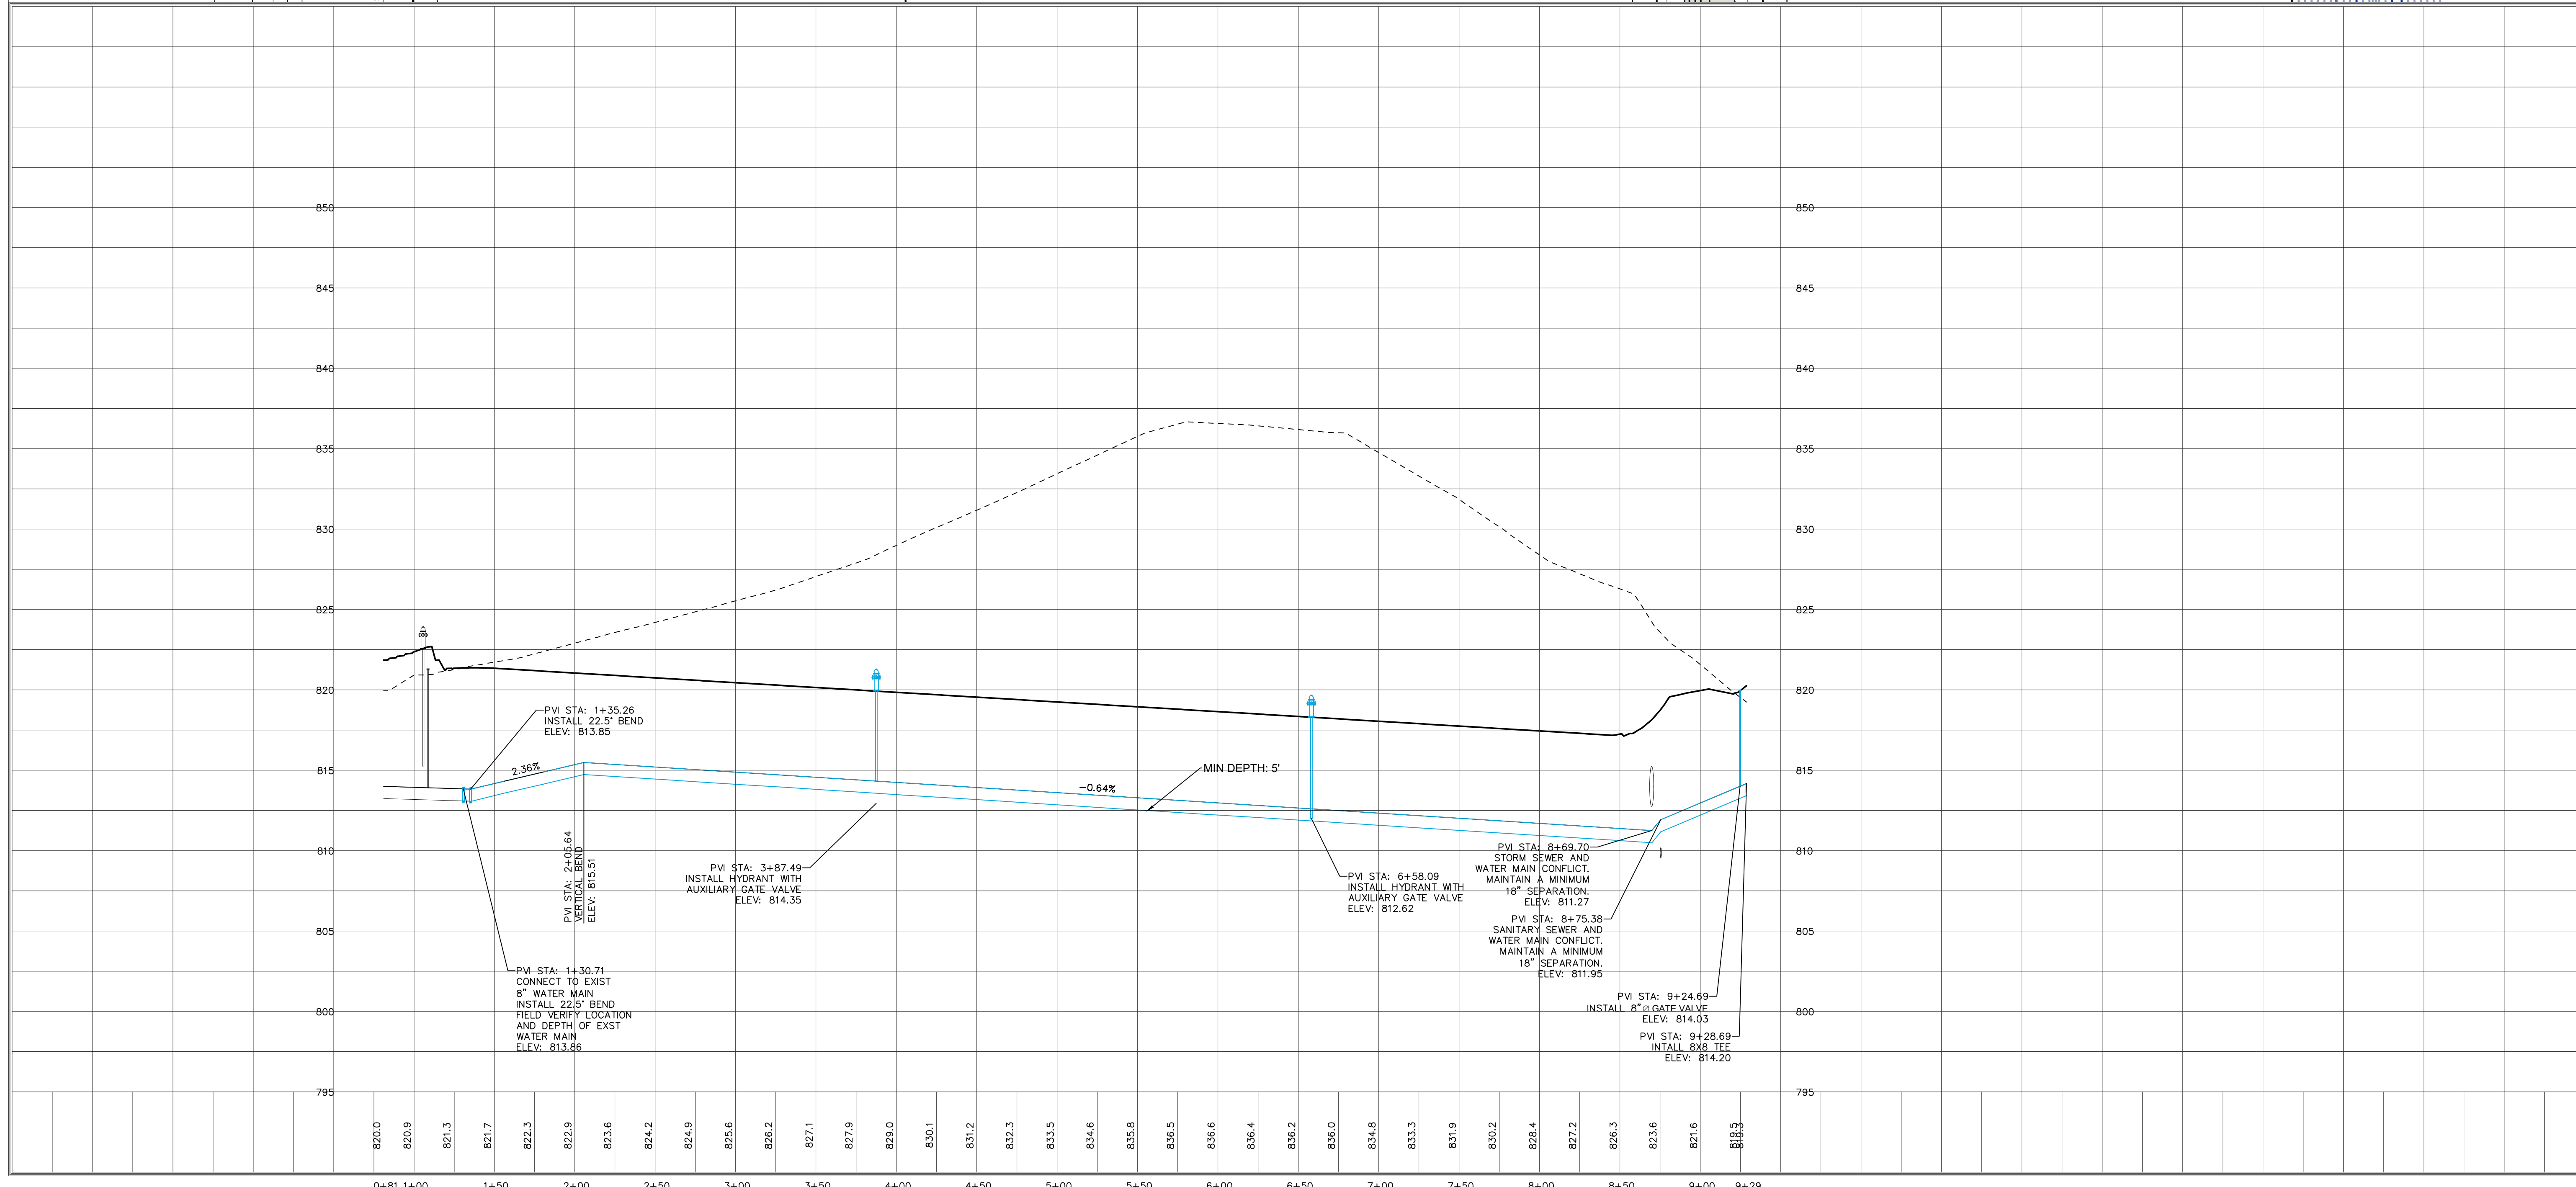 850
850
845
845
840
840
835
835
830
830
825
825
820
820
PVI STA: 1+35.26
INSTALL 22.5° BEND
ELEV: 813.85
815
815
2.36%
MIN DEPTH: 5'
-0.64%
810
810
PVI STA: 2+05.64
VERTICAL BEND
ELEV: 815.51
PVI STA: 3+87.49
INSTALL HYDRANT WITH
AUXILIARY GATE VALVE
ELEV: 814.35
PVI STA: 6+58.09
INSTALL HYDRANT WITH
AUXILIARY GATE VALVE
ELEV: 812.62
PVI STA: 8+69.70
STORM SEWER AND
WATER MAIN CONFLICT.
MAINTAIN A MINIMUM
18" SEPARATION.
ELEV: 811.27
PVI STA: 8+75.38
SANITARY SEWER AND
WATER MAIN CONFLICT.
MAINTAIN A MINIMUM
18" SEPARATION.
ELEV: 811.95
805
805
PVI STA: 1+30.71
CONNECT TO EXIST
8" WATER MAIN
INSTALL 22.5° BEND
FIELD VERIFY LOCATION
AND DEPTH OF EXST
WATER MAIN
ELEV: 813.86
PVI STA: 9+24.69
INSTALL 8"∅ GATE VALVE
ELEV: 814.03
PVI STA: 9+28.69
INTALL 8X8 TEE
ELEV: 814.20
800
800
795
795
820.0
820.9
821.3
821.7
822.3
822.9
823.6
824.2
824.9
825.6
826.2
827.1
827.9
829.0
830.1
831.2
832.3
833.5
834.6
835.8
836.5
836.6
836.4
836.2
836.0
834.8
833.3
831.9
830.2
828.4
827.2
826.3
823.6
821.6
819.5
819.3
0+81 1+00 1+50 2+00 2+50 3+00 3+50 4+00 4+50 5+00 5+50 6+00 6+50 7+00 7+50 8+00 8+50 9+00 9+29